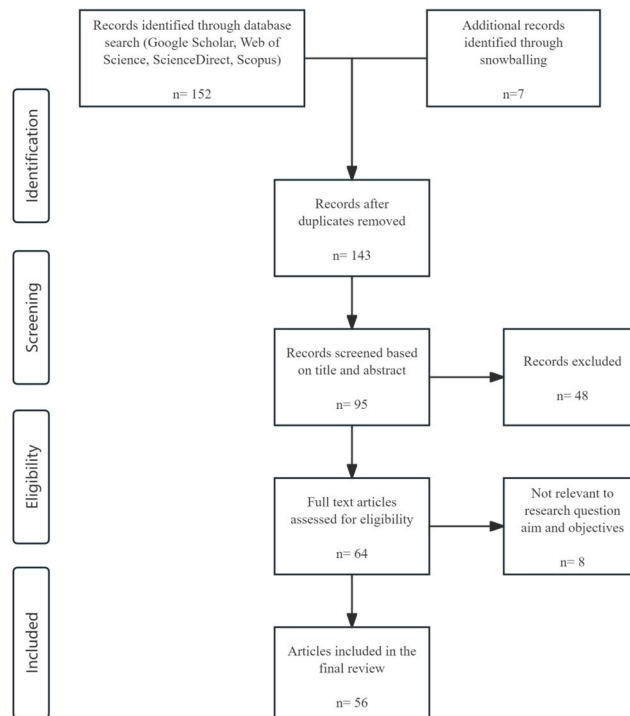 Records identified through database
search (Google Scholar, Web of
Science, ScienceDirect, Scopus)
n= 152
Additional records
identified through
snowballing
n=7
Identification
Records after
duplicates removed
n= 143
Screening
Records screened based
on title and abstract
n= 95
Records excluded
n= 48
Eligibility
Full text articles
assessed for eligibility
n= 64
Not relevant to
research question
aim and objectives
n= 8
Included
Articles included in the
final review
n= 56